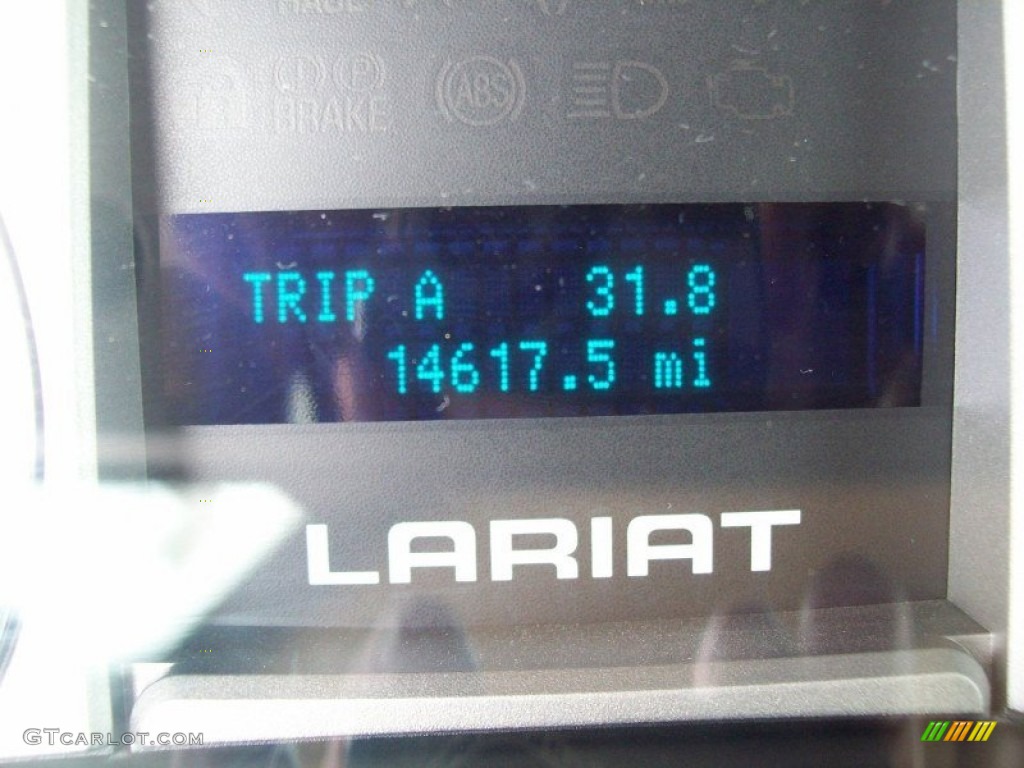 BRAKE
ABS
TRIP A 31.8
14617.5 mi
LARIAT
GTCARLOT.COM